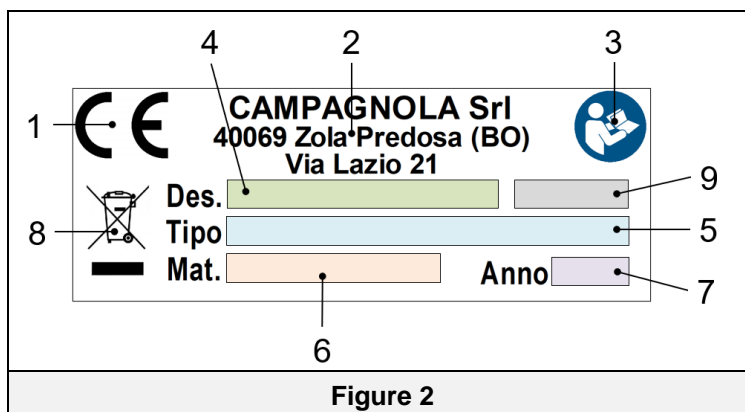 4 2 3
CE CAMPAGNOLA Srl
1 40069 Zola Predosa (BO)
Via Lazio 21
Des. 9
8 Tipo 5
Mat. Anno 7
6
Figure 2